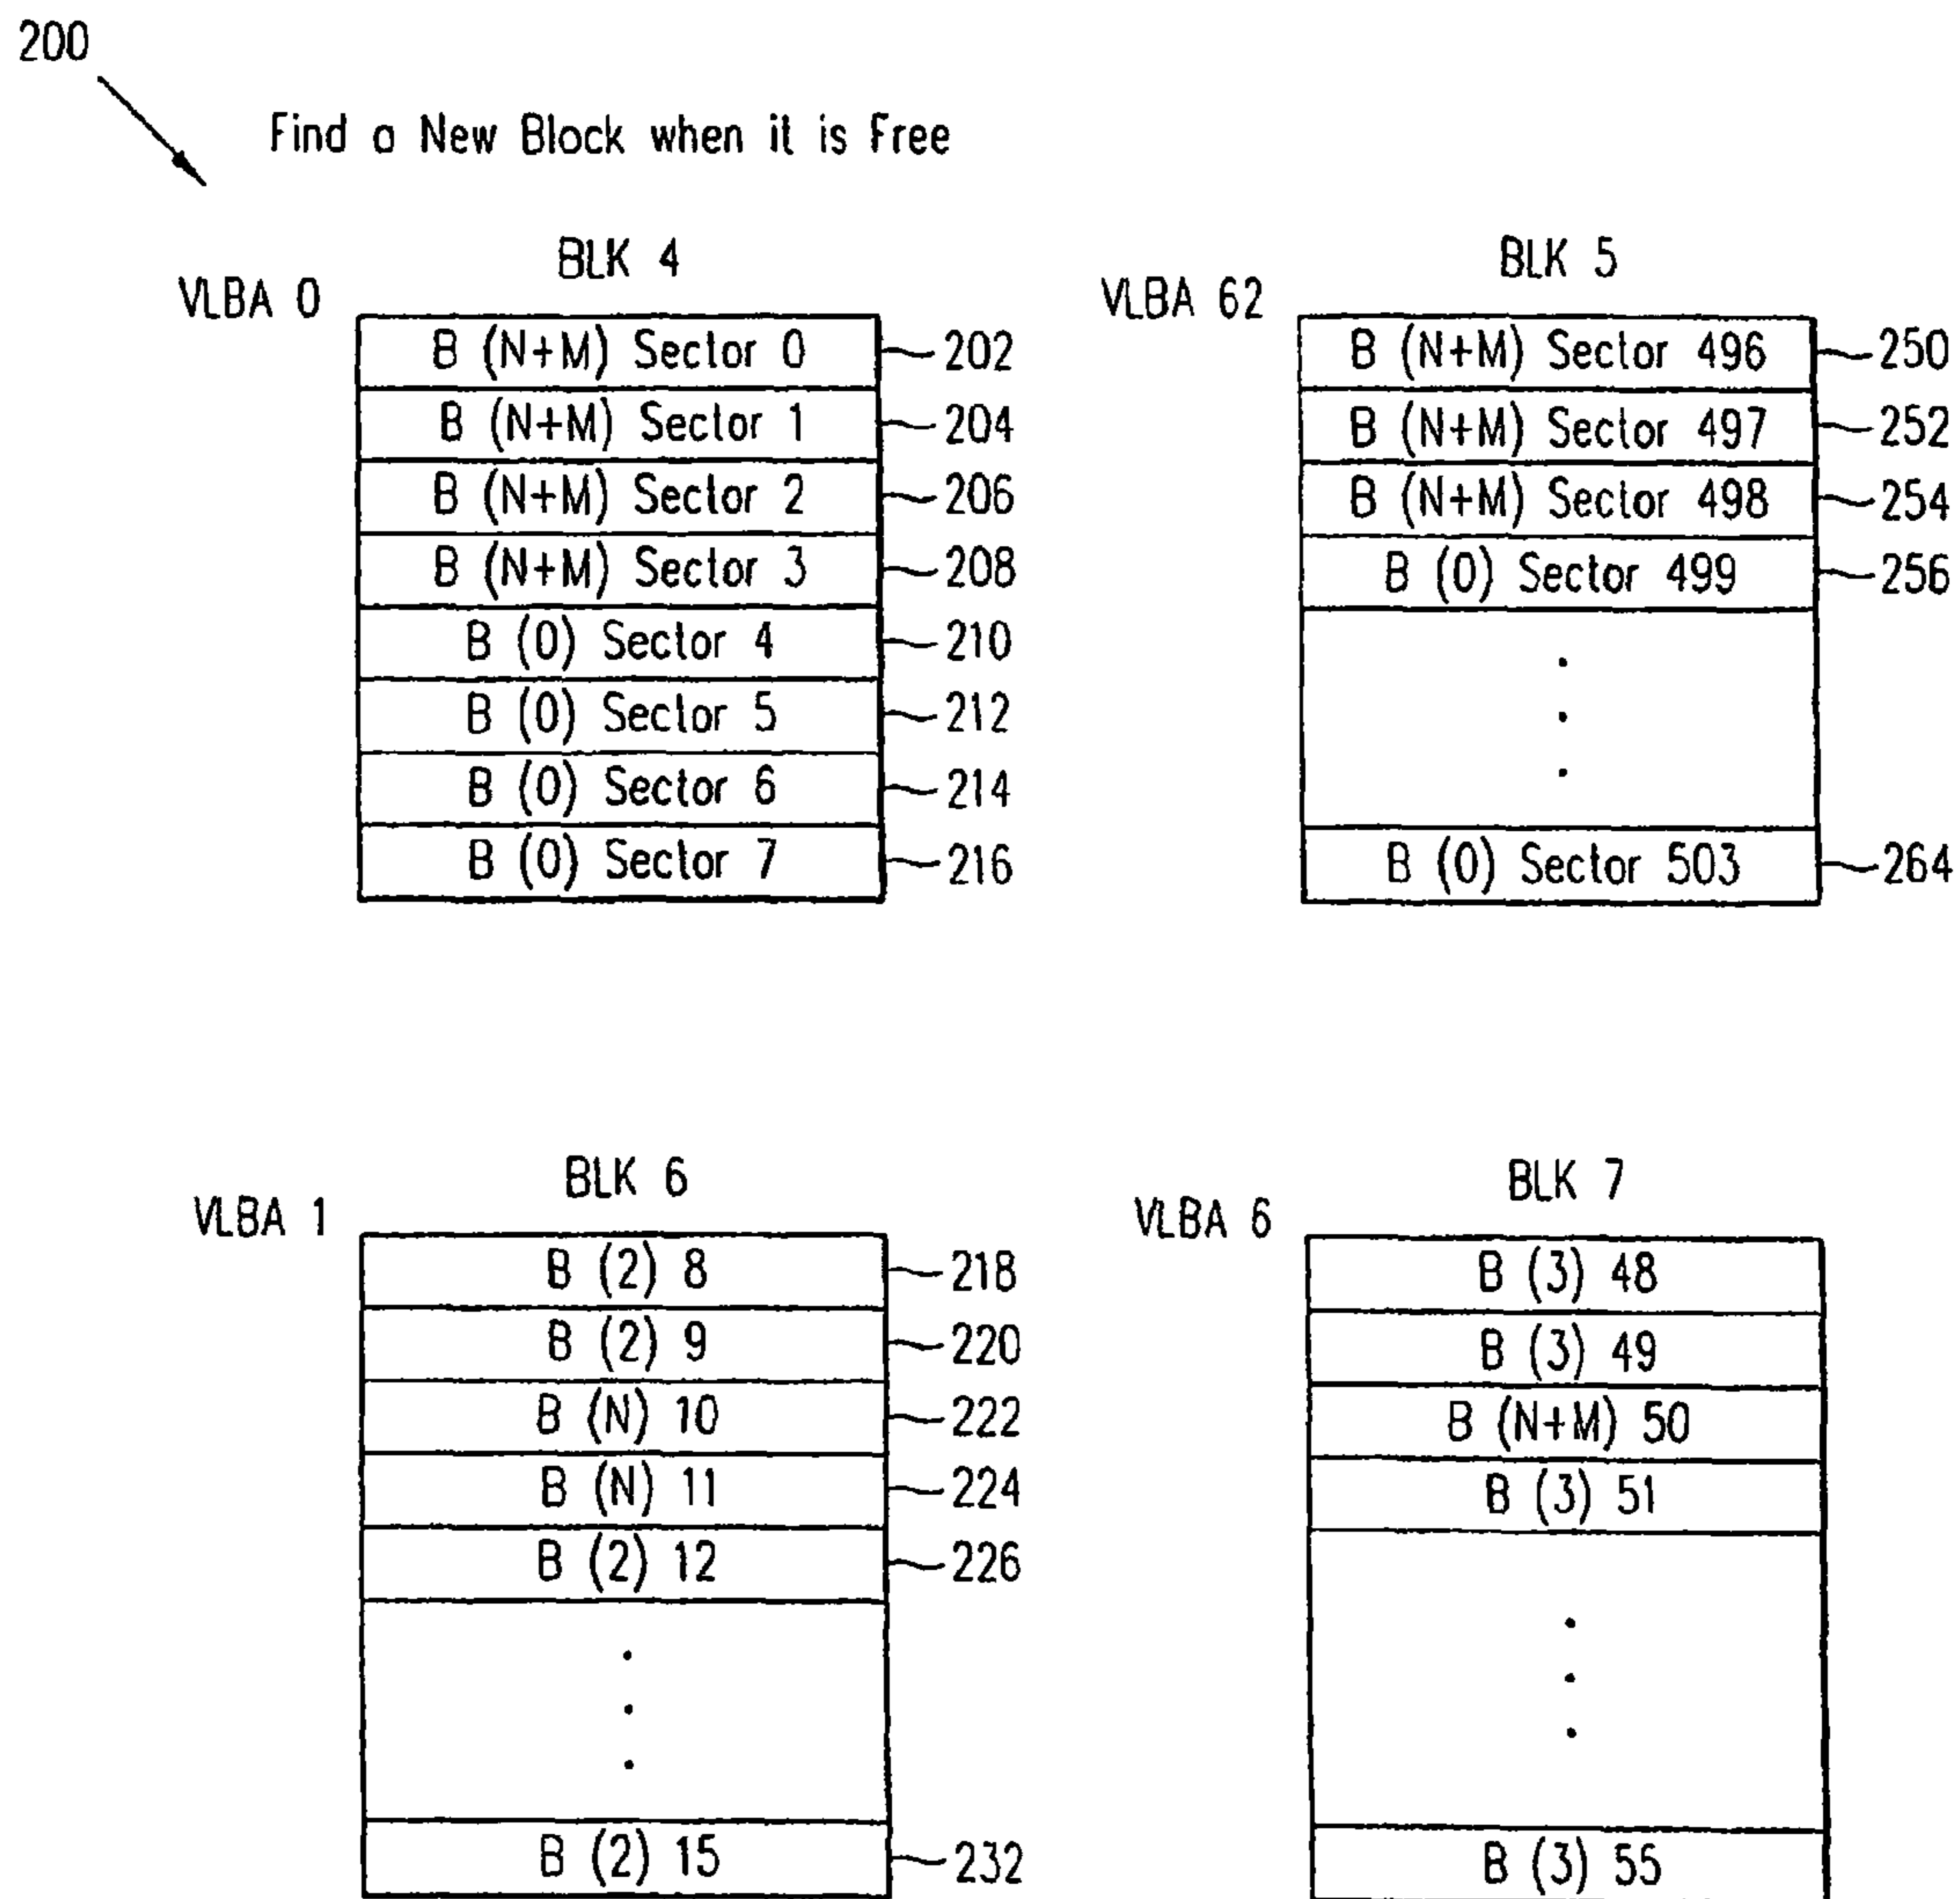 200
Find a New Block when it is Free
BLK 4
VLBA 0
B (N+M) Sector 0 202
B (N+M) Sector 1 204
B (N+M) Sector 2 206
B (N+M) Sector 3 208
B (0) Sector 4 210
B (0) Sector 5 212
B (0) Sector 6 214
B (0) Sector 7 216
BLK 5
VLBA 62
B (N+M) Sector 496 250
B (N+M) Sector 497 252
B (N+M) Sector 498 254
B (0) Sector 499 256
B (0) Sector 503 264
BLK 6
VLBA 1
B (2) 8 218
B (2) 9 220
B (N) 10 222
B (N) 11 224
B (2) 12 226
B (2) 15 232
BLK 7
VLBA 6
B (3) 48
B (3) 49
B (N+M) 50
B (3) 51
B (3) 55